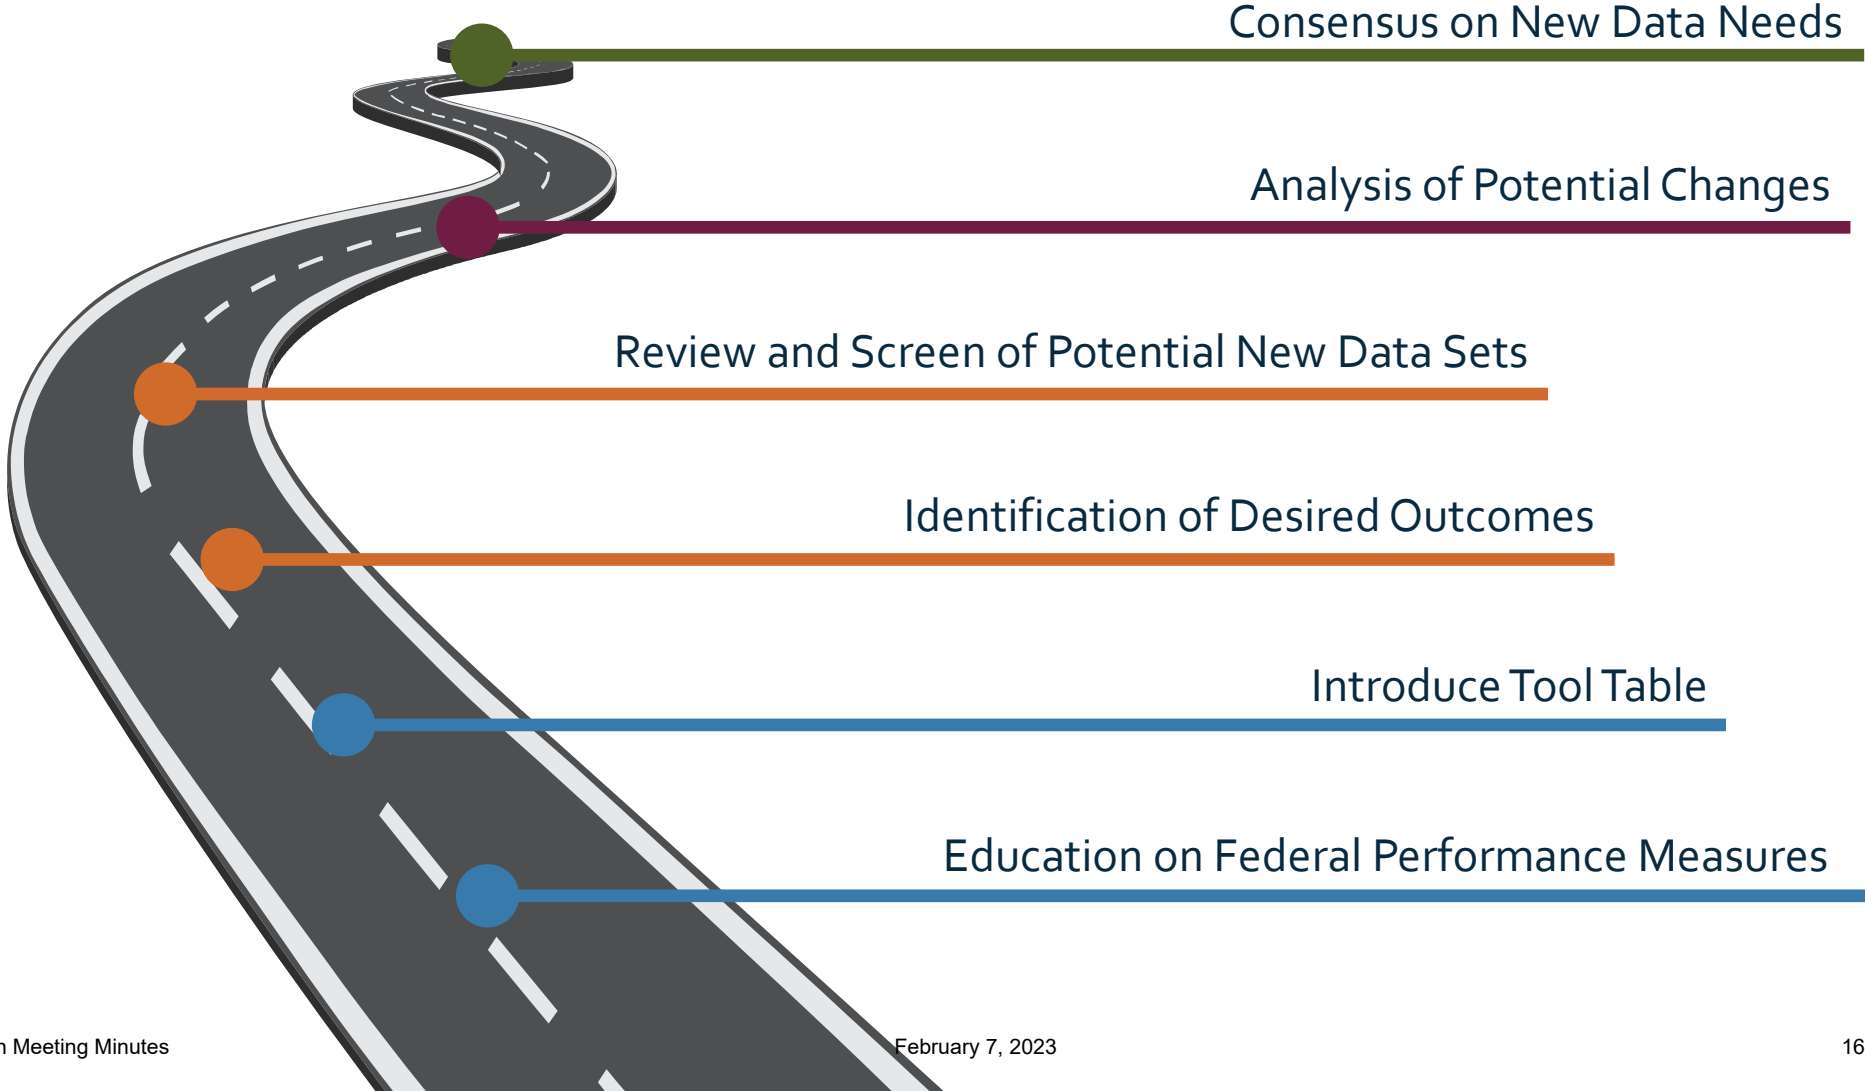 Consensus on New Data Needs
Analysis of Potential Changes
Review and Screen of Potential New Data Sets
Identification of Desired Outcomes
Introduce Tool Table
Education on Federal Performance Measures
Meeting Minutes
February 7, 2023
16